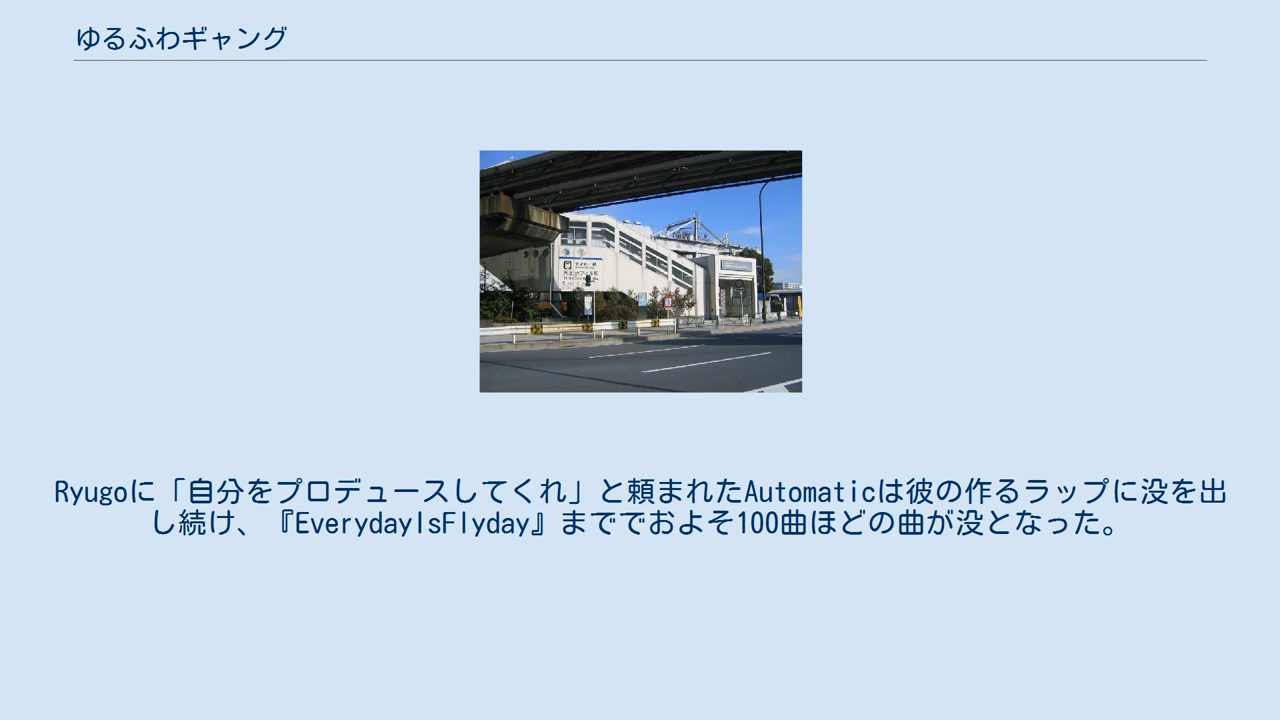 ゆるふわギャング
Ryugoに「自分をプロデュースしてくれ」と頼まれたAutomaticは彼の作るラップに没を出
し続け、『EverydayIsFlyday』まででおよそ100曲ほどの曲が没となった。